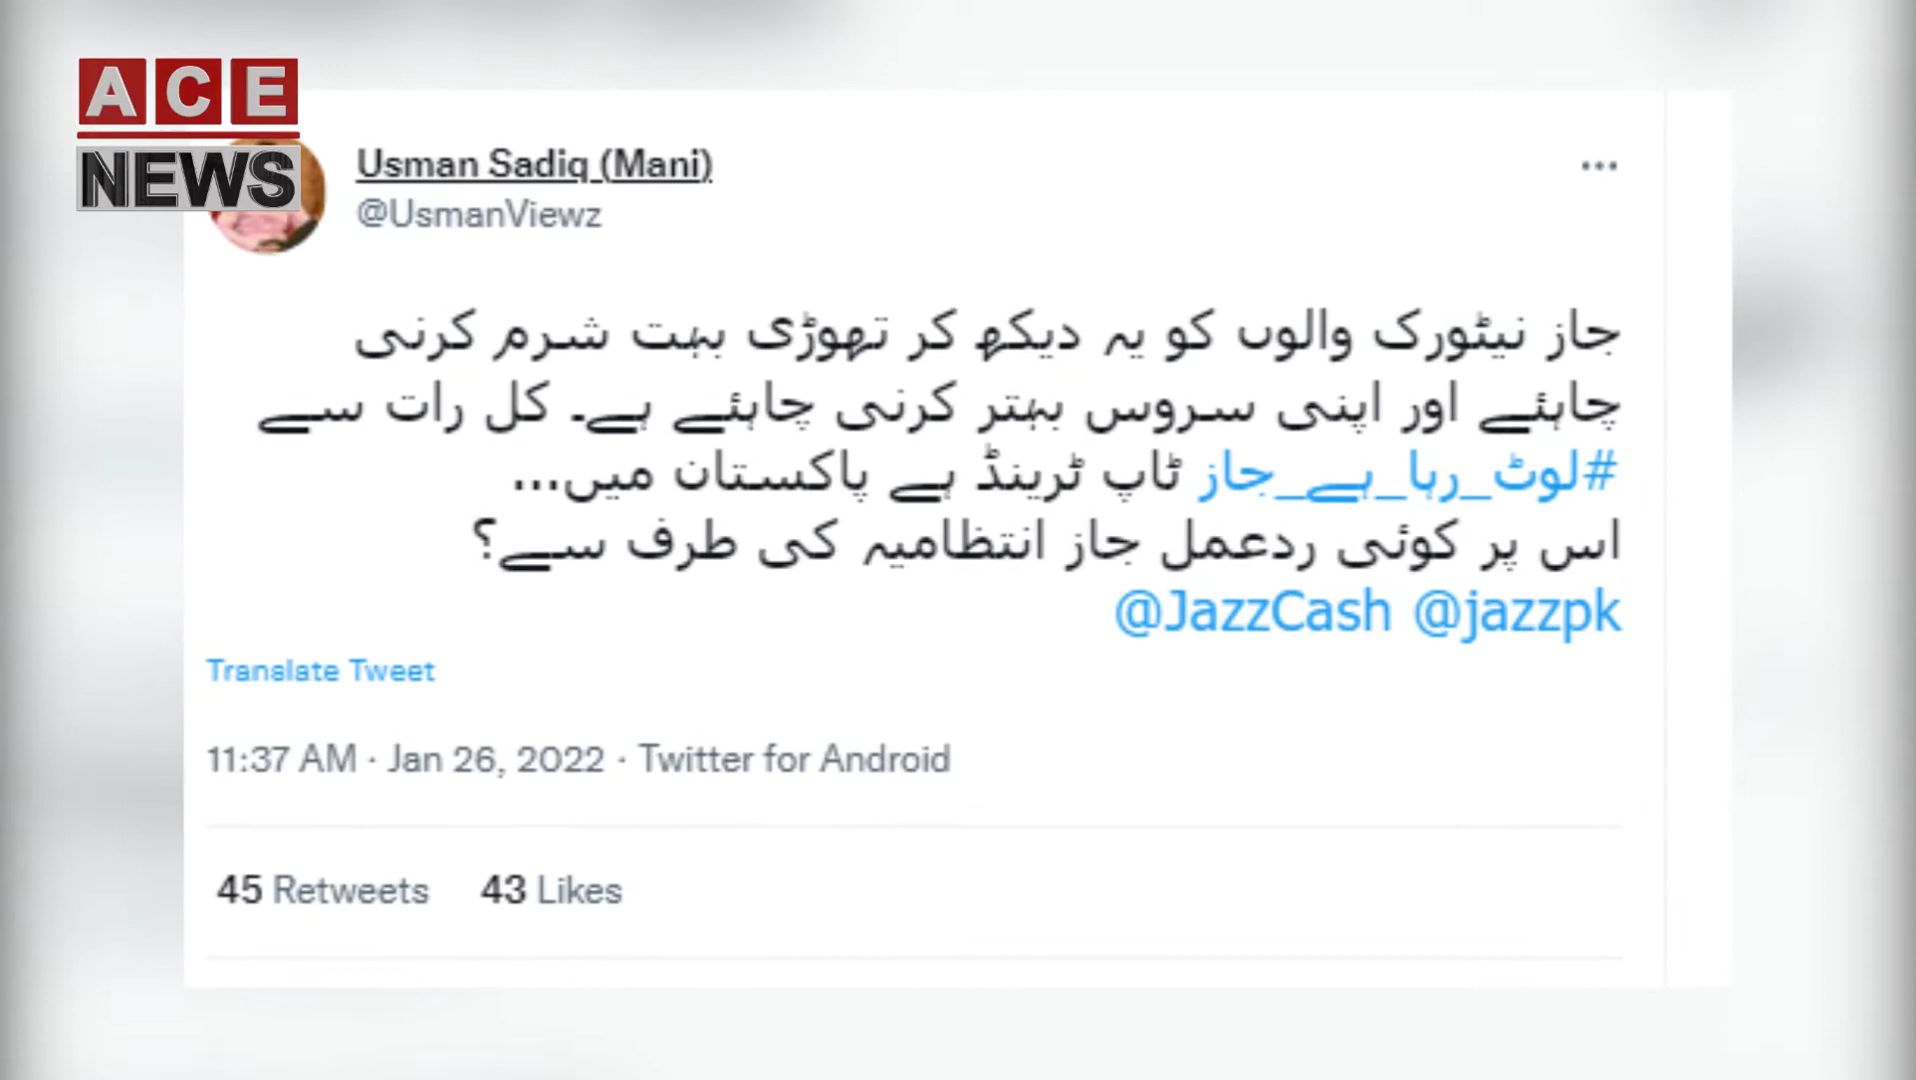 ACE
NEWS
Usman Sadiq (Mani)
@UsmanViewz
جاز نیٹورک والوں کو یہ دیکھ کر تھوڑی بہت شرم کرنی
چاہئے اور اپنی سروس بہتر کرنی چاہئے ہے۔ کل رات سے
#لوٹ_رہا_ہے_جاز ٹاپ ٹرینڈ ہے پاکستان میں...
اس پر کوئی ردعمل جاز انتظامیہ کی طرف سے؟
@JazzCash @jazzpk
Translate Tweet
11:37 AM · Jan 26, 2022 · Twitter for Android
45 Retweets 43 Likes